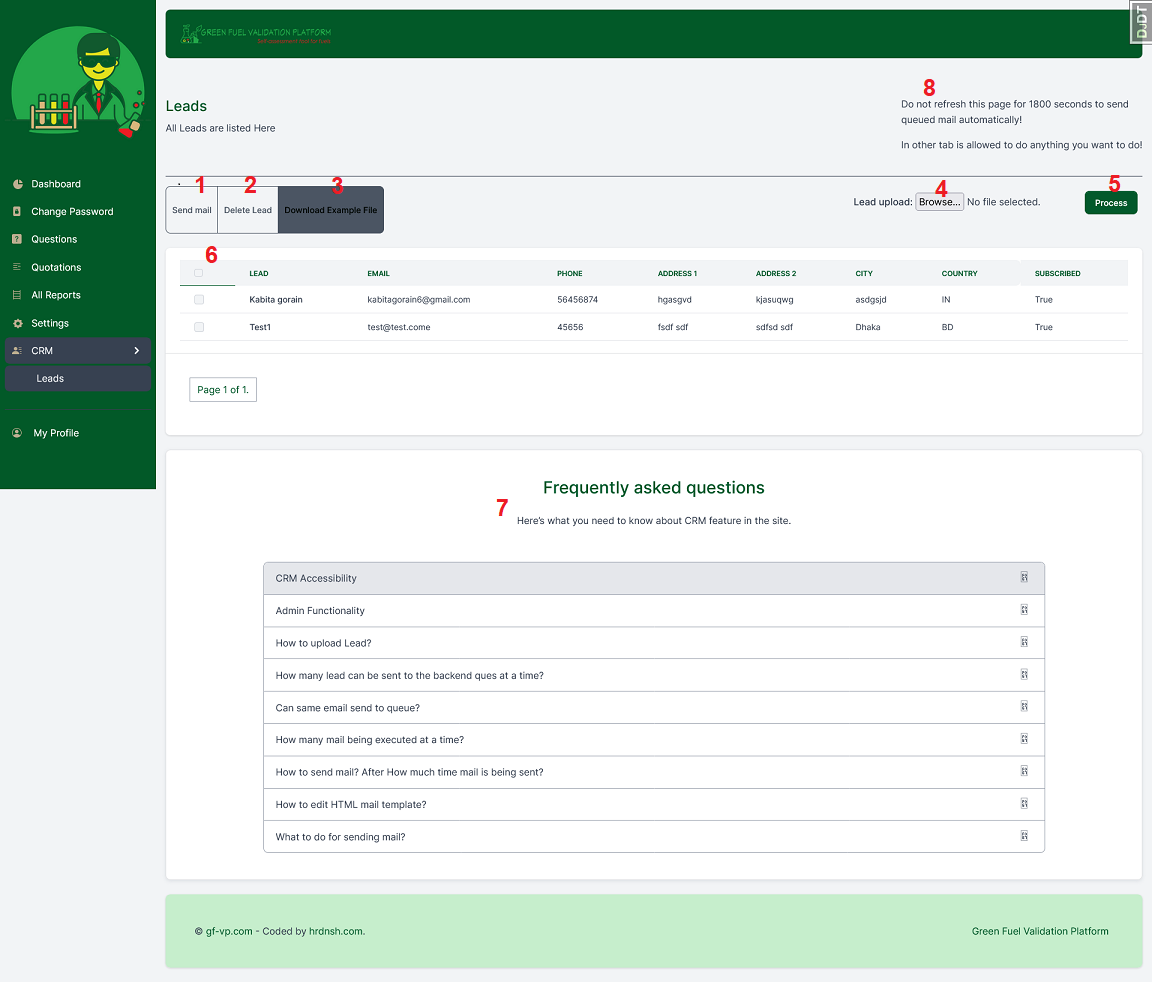 DjDT
GREEN FUEL VALIDATION PLATFORM
8
Leads
Do not refresh this page for 1800 seconds to send
queued mail automatically!
All Leads are listed Here
In other tab is allowed to do anything you want to do!
Dashboard
Change Password
Questions
Quotations
All Reports
Settings
CRM
Leads
My Profile
1 2 3 4 5
Send mail Delete Lead Download Example File Lead upload: Browse... No file selected. Process
6
LEAD EMAIL PHONE ADDRESS 1 ADDRESS 2 CITY COUNTRY SUBSCRIBED
Kabita gorain kabitagorain6@gmail.com 56456874 hgasgvd kjasuqwg asdgsjd IN True
Test1 test@test.come 45656 fsdf sdf sdfsd sdf Dhaka BD True
Page 1 of 1.
Frequently asked questions
7
Here's what you need to know about CRM feature in the site.
CRM Accessibility
Admin Functionality
How to upload Lead?
How many lead can be sent to the backend ques at a time?
Can same email send to queue?
How many mail being executed at a time?
How to send mail? After How much time mail is being sent?
How to edit HTML mail template?
What to do for sending mail?
© gf-vp.com - Coded by hrdnsh.com.
Green Fuel Validation Platform